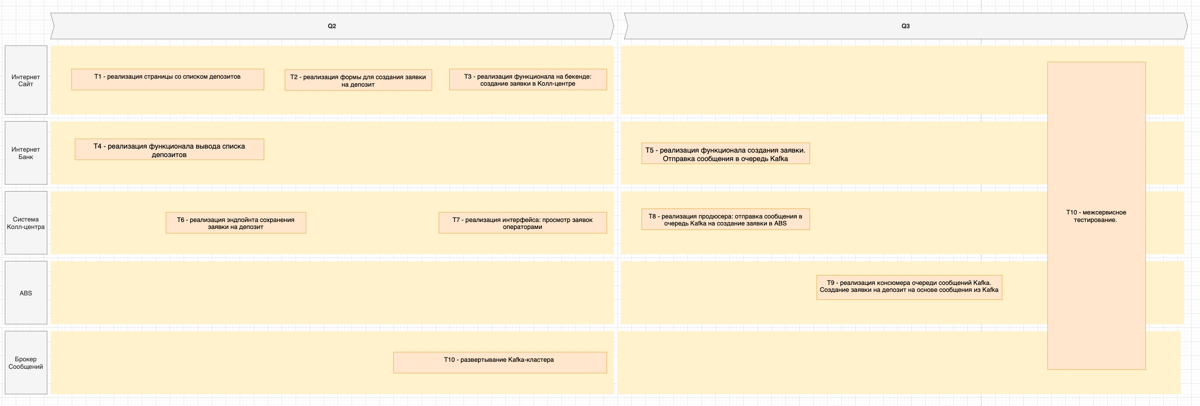 Q2
Q3
Интернет
Сайт
T1 - реализация страницы со списком депозитов
T2 - реализация формы для создания заявки
на депозит
T3 - реализация функционала на бекенде:
создание заявки в Колл-центре
Интернет
Банк
T4 - реализация функционала вывода списка
депозитов
T5 - реализация функционала создания заявки.
Отправка сообщения в очередь Kafka
Система
Колл-центра
T6 - реализация эндпойнта сохранения
заявки на депозит
T7 - реализация интерфейса: просмотр заявок
операторами
T8 - реализация продюсера: отправка сообщения в
очередь Kafka на создание заявки в ABS
T10 - межсервисное
тестирование.
ABS
T9 - реализация консюмера очереди сообщений Kafka.
Создание заявки на депозит на основе сообщения из Kafka
Брокер
Сообщений
T10 - развертывание Kafka-кластера